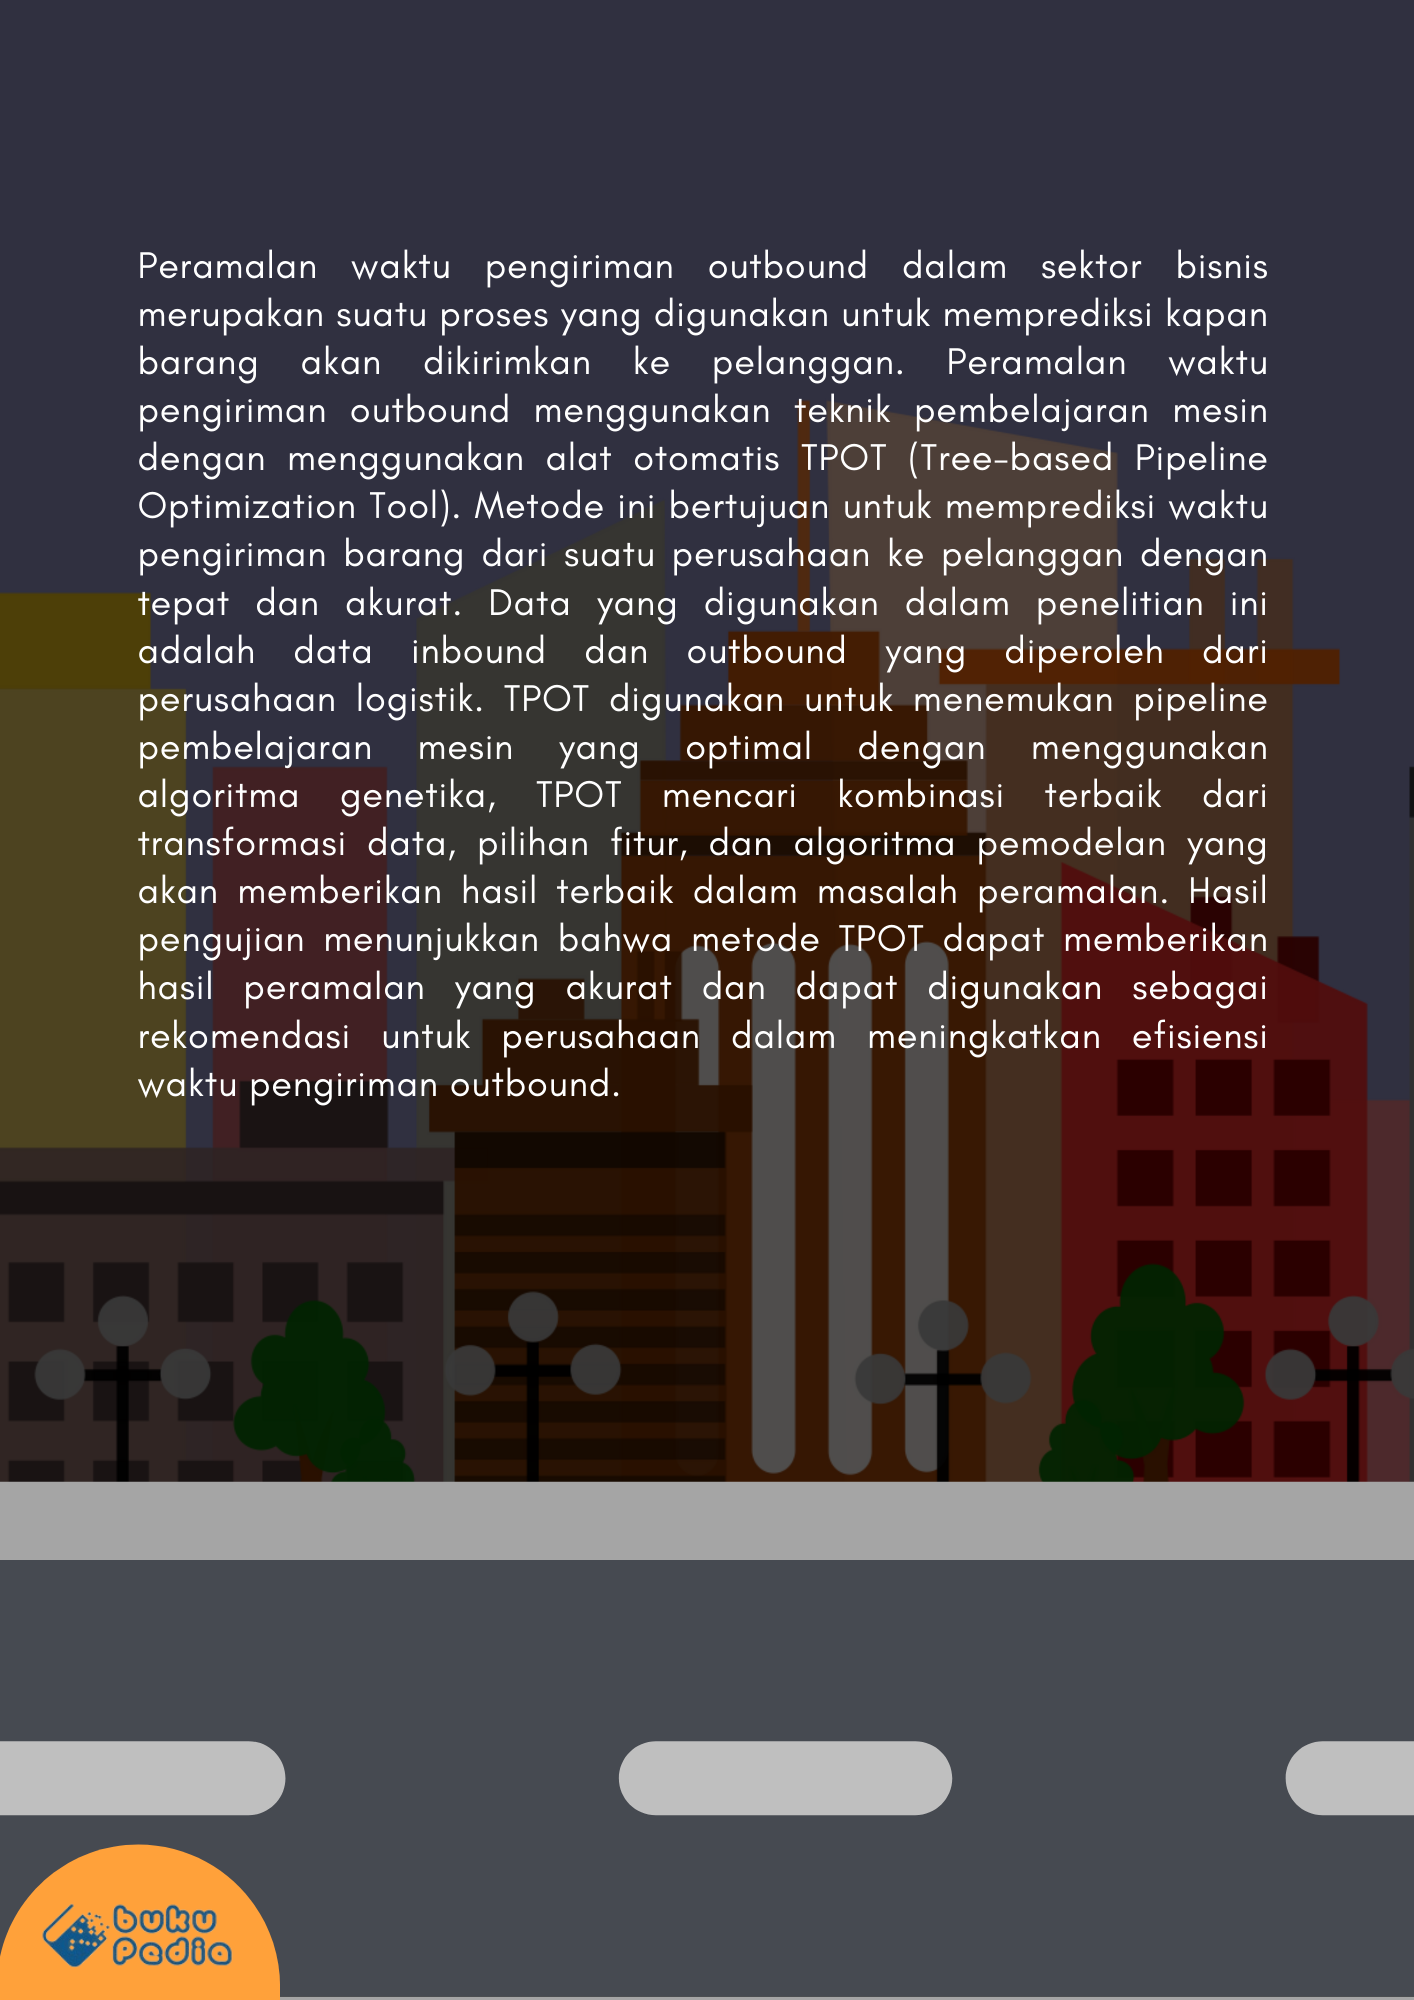 Peramalan waktu pengiriman outbound dalam sektor bisnis
merupakan suatu proses yang digunakan untuk memprediksi kapan
barang akan dikirimkan ke pelanggan. Peramalan waktu
pengiriman outbound menggunakan teknik pembelajaran mesin
dengan menggunakan alat otomatis TPOT (Tree-based Pipeline
Optimization Tool). Metode ini bertujuan untuk memprediksi waktu
pengiriman barang dari suatu perusahaan ke pelanggan dengan
tepat dan akurat. Data yang digunakan dalam penelitian ini
adalah data inbound dan outbound yang diperoleh dari
perusahaan logistik. TPOT digunakan untuk menemukan pipeline
pembelajaran mesin yang optimal dengan menggunakan
algoritma genetika, TPOT mencari kombinasi terbaik dari
transformasi data, pilihan fitur, dan algoritma pemodelan yang
akan memberikan hasil terbaik dalam masalah peramalan. Hasil
pengujian menunjukkan bahwa metode TPOT dapat memberikan
hasil peramalan yang akurat dan dapat digunakan sebagai
rekomendasi untuk perusahaan dalam meningkatkan efisiensi
waktu pengiriman outbound.
buku
Pedia